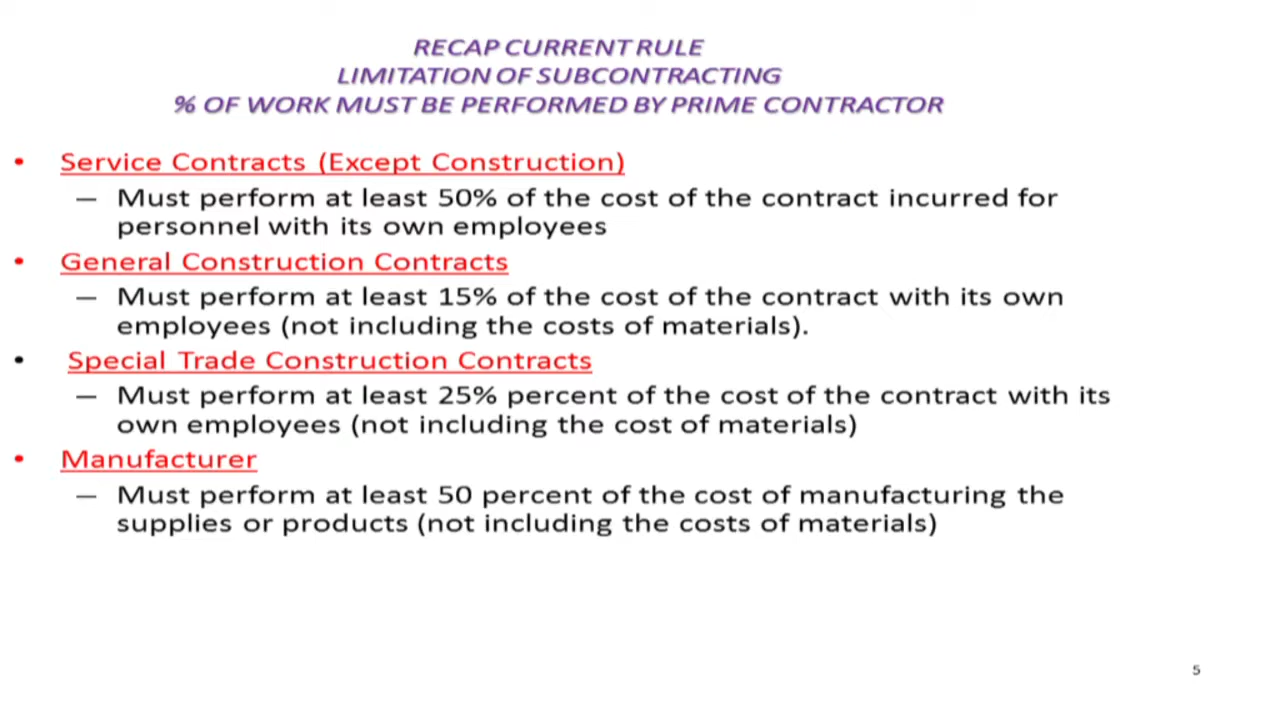 RECAP CURRENT RULE
LIMITATION OF SUBCONTRACTING
% OF WORK MUST BE PERFORMED BY PRIME CONTRACTOR
• Service Contracts (Except Construction)
— Must perform at least 50% of the cost of the contract incurred for
personnel with its own employees
• General Construction Contracts
— Must perform at least 15% of the cost of the contract with its own
employees (not including the costs of materials).
• Special Trade Construction Contracts
— Must perform at least 25% percent of the cost of the contract with its
own employees (not including the cost of materials)
• Manufacturer
— Must perform at least 50 percent of the cost of manufacturing the
supplies or products (not including the costs of materials)
5